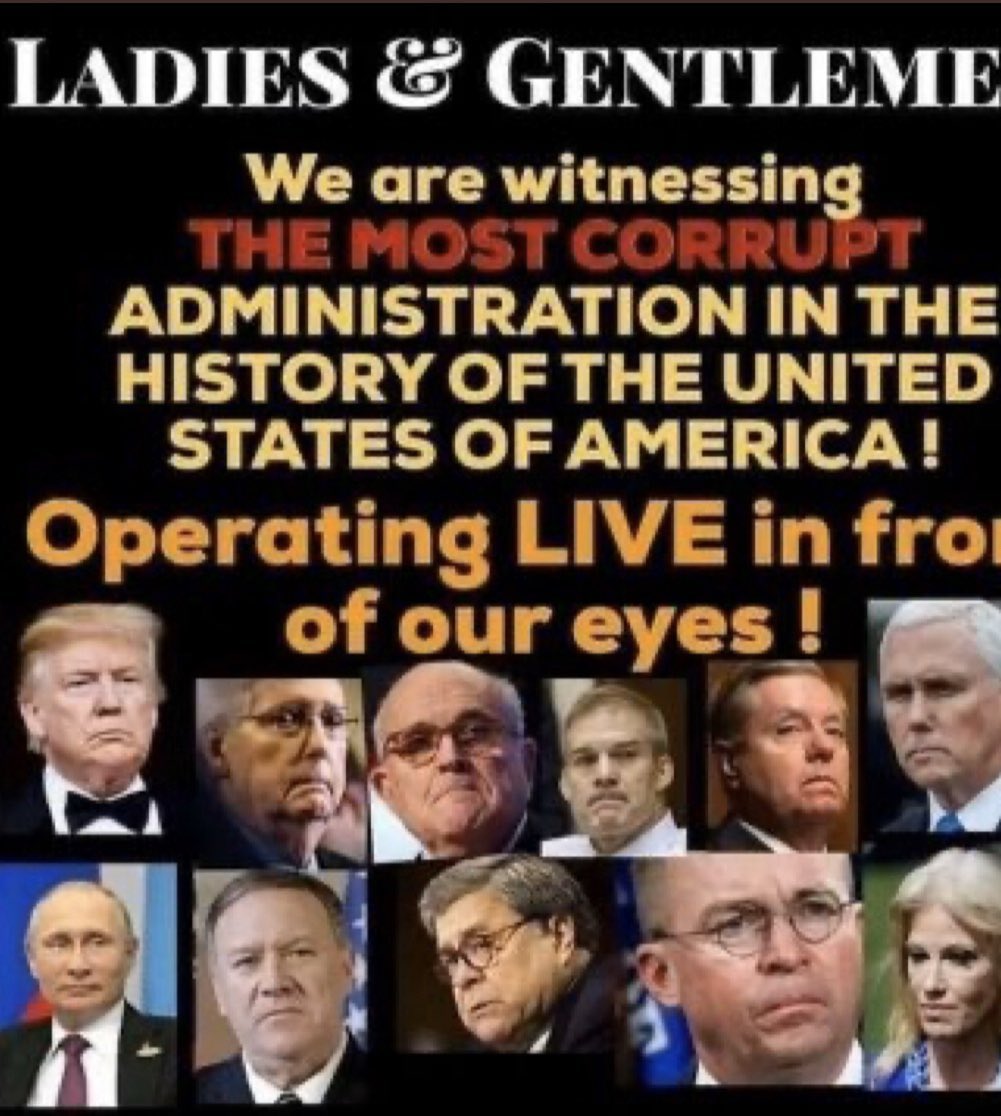 LADIES & GENTLEME
We are witnessing
THE MOST CORRUPT
ADMINISTRATION IN THE
HISTORY OF THE UNITED
STATES OF AMERICA !
Operating LIVE in fro
of our eyes !